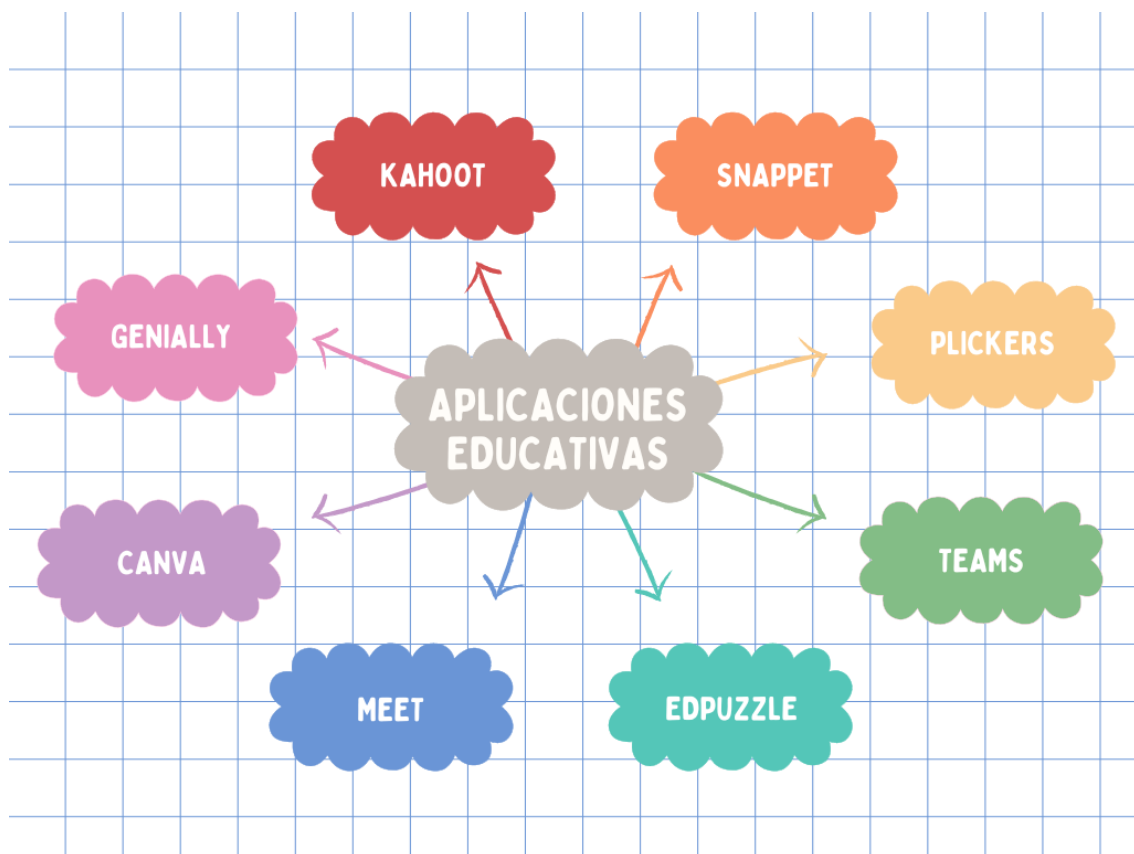 KAHOOT
SNAPPET
GENIALLY
PLICKERS
APLICACIONES
EDUCATIVAS
CANVA
TEAMS
MEET
EDPUZZLE